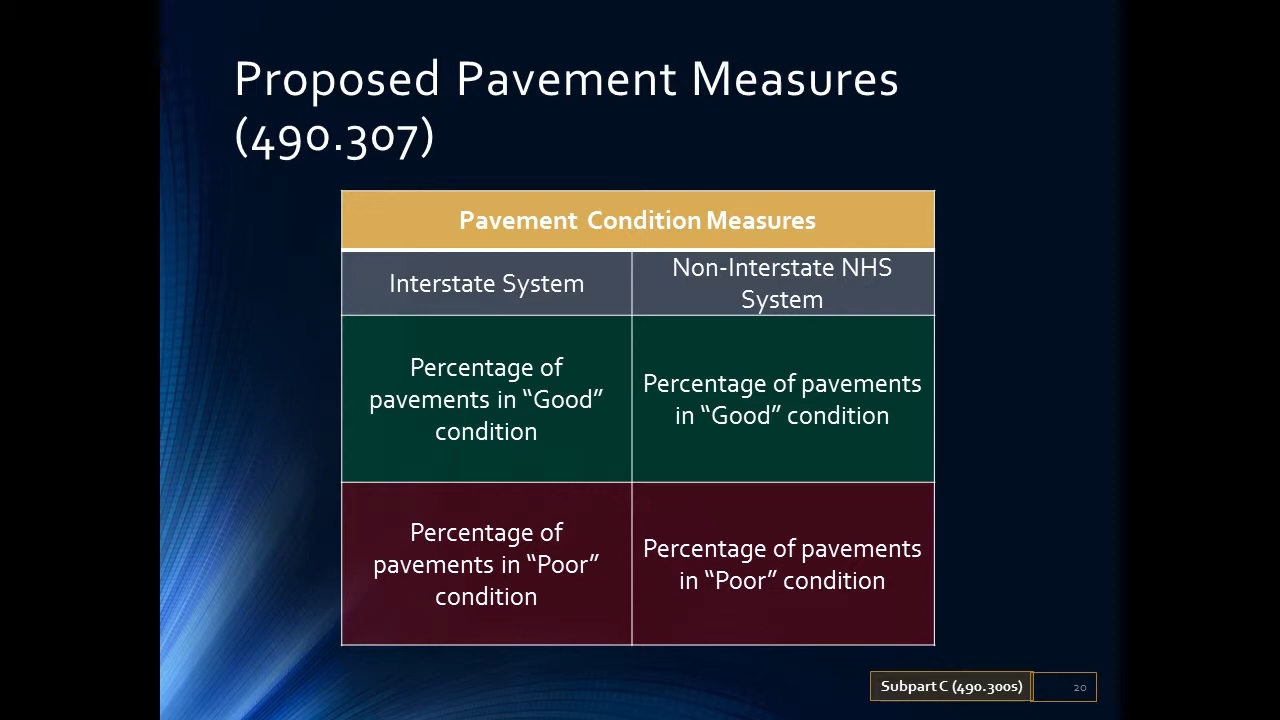 Proposed Pavement Measures
(490.307)
Pavement Condition Measures
Interstate System
Non-Interstate NHS
System
Percentage of
pavements in “Good”
condition
Percentage of pavements
in “Good” condition
Percentage of
pavements in “Poor”
condition
Percentage of pavements
in “Poor” condition
Subpart C (490.300s)
20